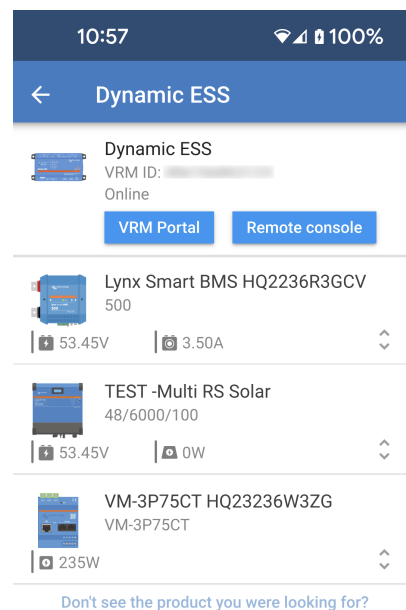 10:57 100%
Dynamic ESS
Dynamic ESS
VRM ID:
Online
VRM Portal Remote console
Lynx Smart BMS HQ2236R3GCV
500
53.45V 3.50A
TEST -Multi RS Solar
48/6000/100
53.45V 0W
VM-3P75CT HQ23236W3ZG
VM-3P75CT
235W
Don't see the product you were looking for?